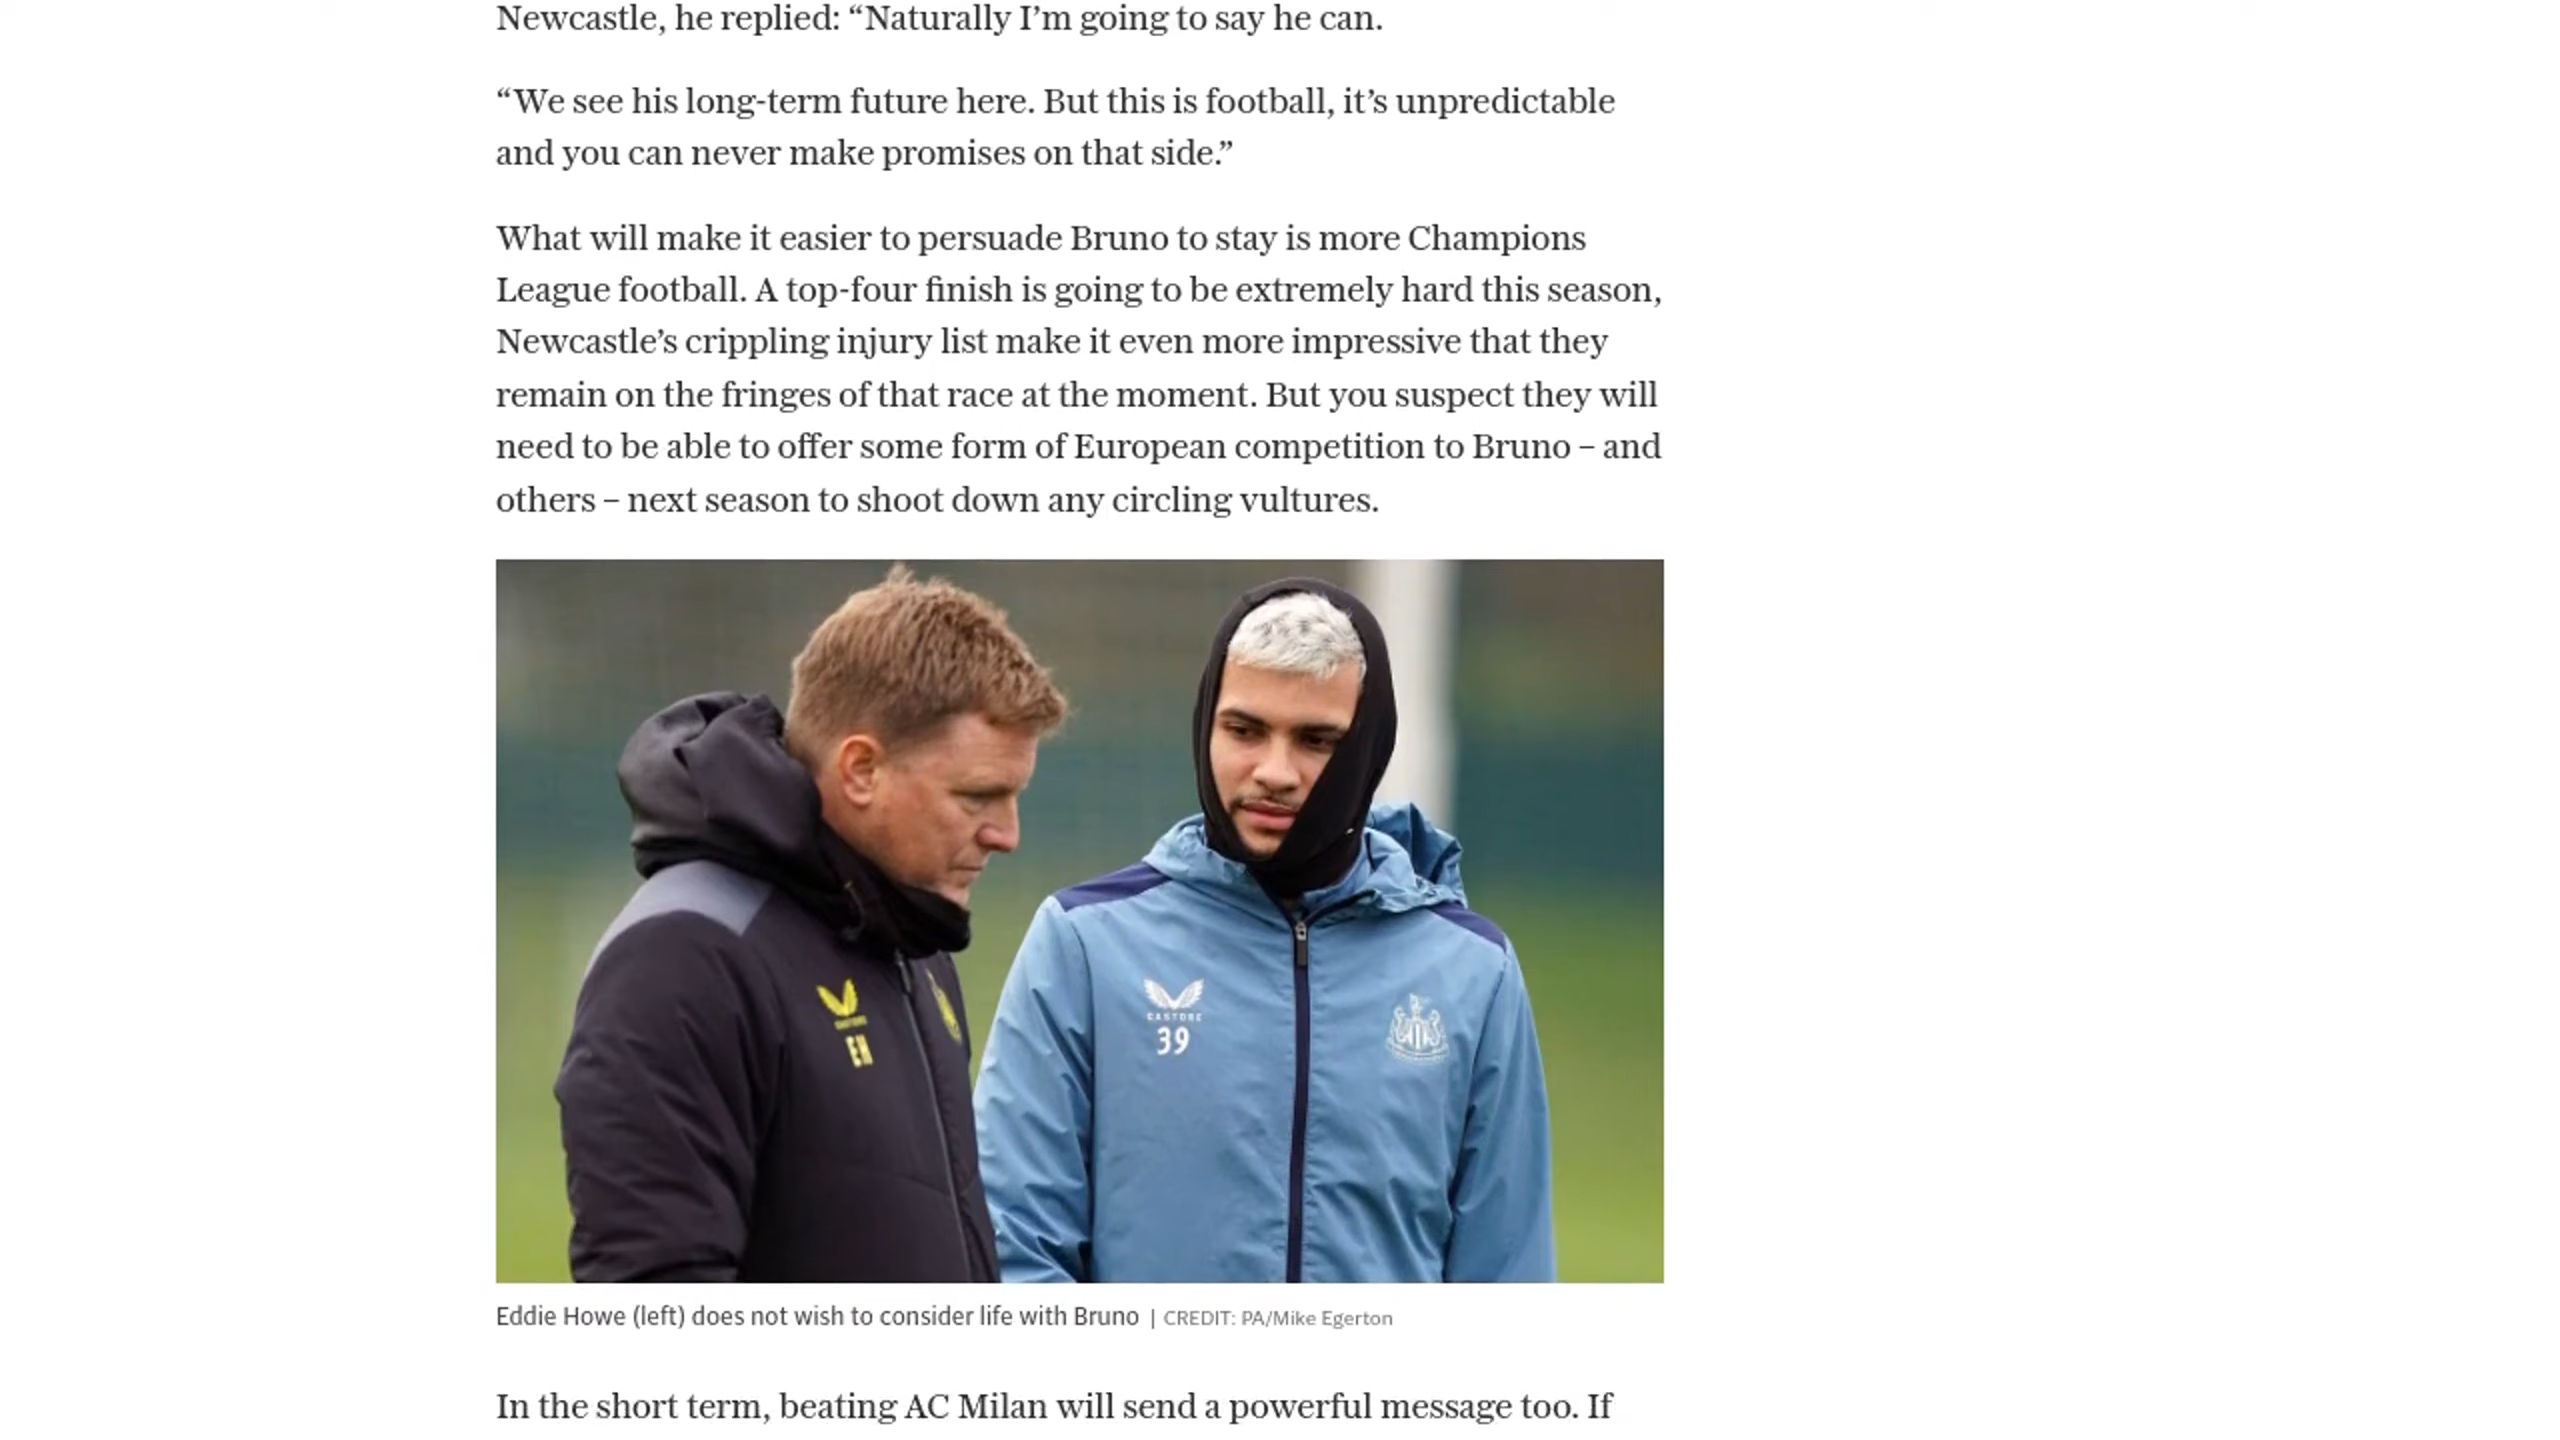 Newcastle, he replied: “Naturally I’m going to say he can.
“We see his long-term future here. But this is football, it’s unpredictable
and you can never make promises on that side.”
What will make it easier to persuade Bruno to stay is more Champions
League football. A top-four finish is going to be extremely hard this season,
Newcastle’s crippling injury list make it even more impressive that they
remain on the fringes of that race at the moment. But you suspect they will
need to be able to offer some form of European competition to Bruno – and
others – next season to shoot down any circling vultures.
EH
CASTORE
39
Eddie Howe (left) does not wish to consider life with Bruno | CREDIT: PA/Mike Egerton
In the short term, beating AC Milan will send a powerful message too. If